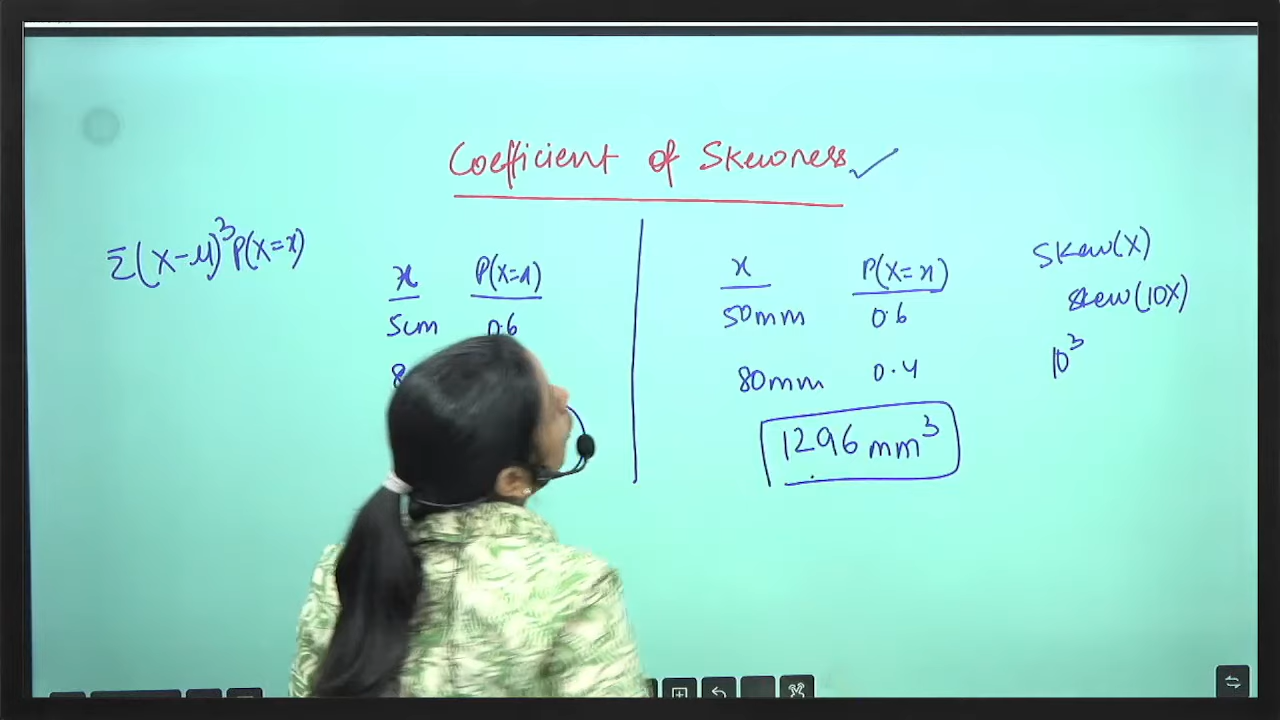 Coefficient of Skewness ✓
Σ(X-μ)³P(X=x)
x P(X=x)
5cm 0.6
8
x P(X=x)
50mm 0.6
80mm 0.4
1296 mm³
Skew(X)
Skew(10X)
10³